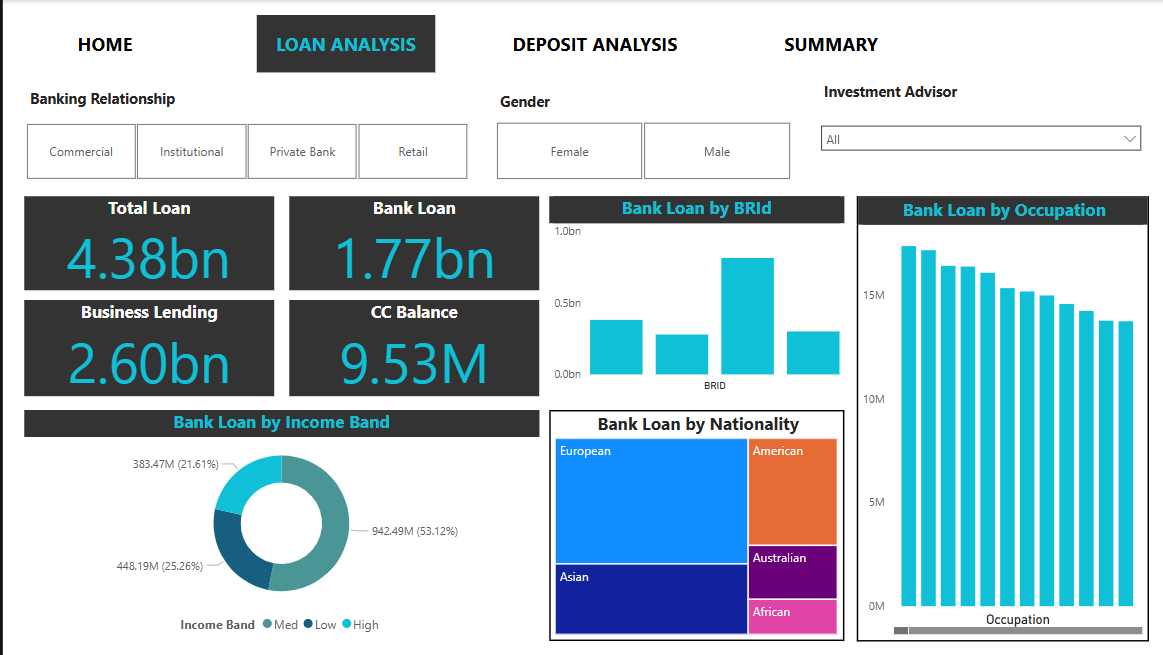 HOME
LOAN ANALYSIS
DEPOSIT ANALYSIS
SUMMARY
Banking Relationship
Gender
Investment Advisor
Commercial
Institutional
Private Bank
Retail
Female
Male
All
Total Loan
4.38bn
Bank Loan
1.77bn
Business Lending
2.60bn
CC Balance
9.53M
Bank Loan by BRId
1.0bn
0.5bn
0.0bn
BRID
Bank Loan by Occupation
15M
10M
5M
0M
Occupation
Bank Loan by Income Band
383.47M (21.61%)
942.49M (53.12%)
448.19M (25.26%)
Income Band Med Low High
Bank Loan by Nationality
European
American
Asian
Australian
African